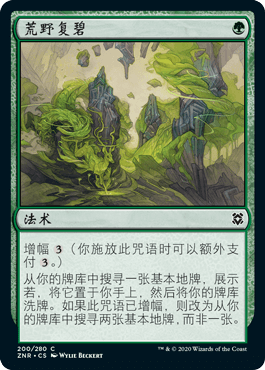 荒野复碧
法术
增幅3（你施放此咒语时可以额外支
付3。）
从你的牌库中搜寻一张基本地牌，展示
若，将它置于你手上，然后将你的牌库
洗牌。如果此咒语已增幅，则改为从你
的牌库中搜寻两张基本地牌，而非一张。
200/280 C
ZNR • CS WYLIE BECKERT
™ & © 2020 Wizards of the Coast